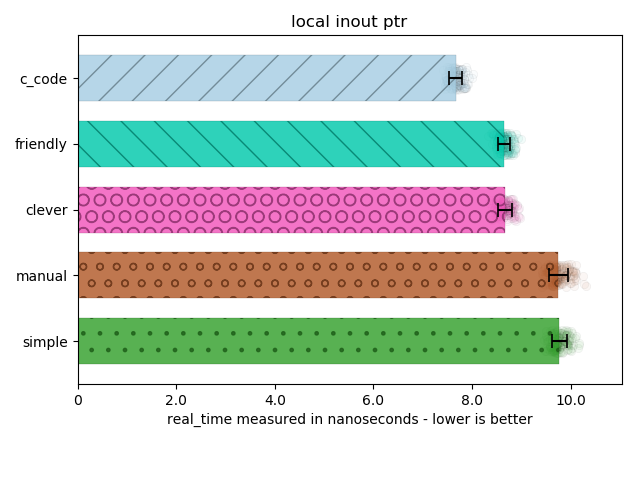 local inout ptr
c_code
friendly
clever
manual
simple
0 2.0 4.0 6.0 8.0 10.0
real_time measured in nanoseconds - lower is better